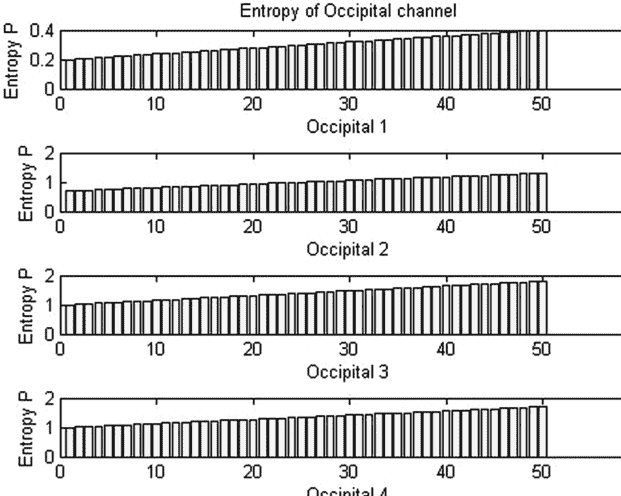 Entropy of Occipital channel
Entropy P
0.4
0.2
0
0 10 20 30 40 50
Occipital 1
Entropy P
2
1
0
0 10 20 30 40 50
Occipital 2
Entropy P
2
1
0
0 10 20 30 40 50
Occipital 3
Entropy P
2
1
0
0 10 20 30 40 50
Occipital 4